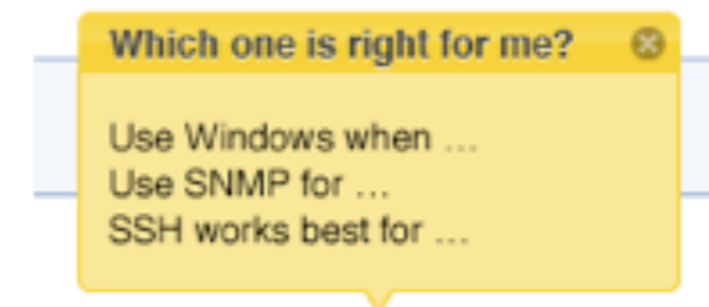 Which one is right for me?
Use Windows when …
Use SNMP for …
SSH works best for …